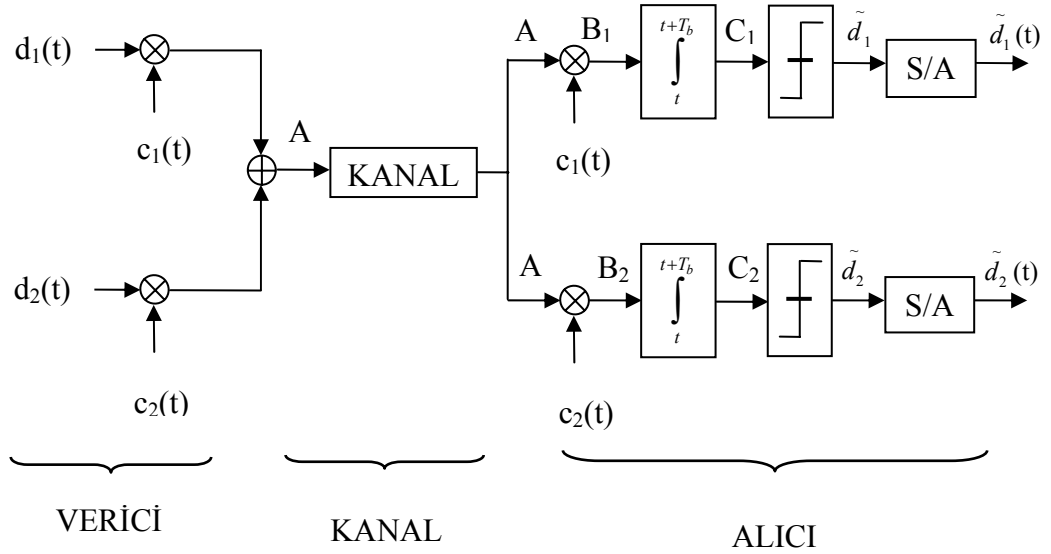 d₁(t)
c₁(t)
d₂(t)
c₂(t)
A
KANAL
A
B₁
c₁(t)
t+T_b
∫
t
C₁
d̃₁
S/A
d̃₁(t)
A
B₂
c₂(t)
t+T_b
∫
t
C₂
d̃₂
S/A
d̃₂(t)
VERİCİ
KANAL
ALICI